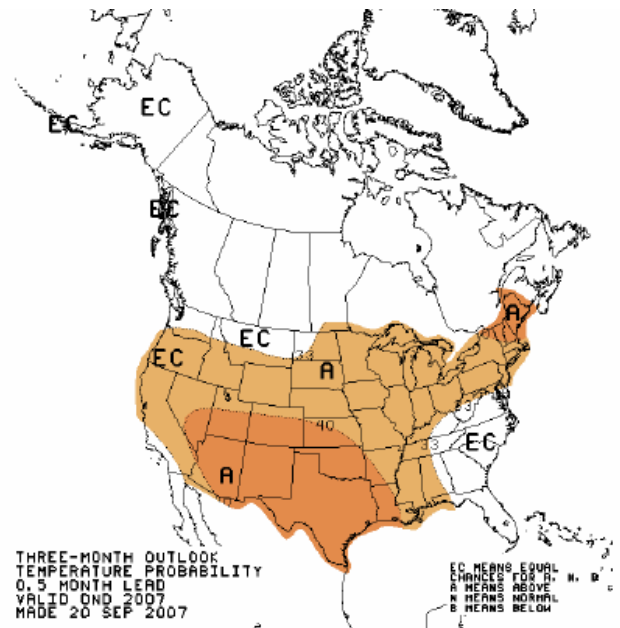 EC
EC
EC
EC
EC
A
A
40
33
33
EC
A
THREE-MONTH OUTLOOK
TEMPERATURE PROBABILITY
0.5 MONTH LEAD
VALID OND 2007
MADE 20 SEP 2007
EC MEANS EQUAL
CHANCES FOR A, N, B
A MEANS ABOVE
N MEANS NORMAL
B MEANS BELOW